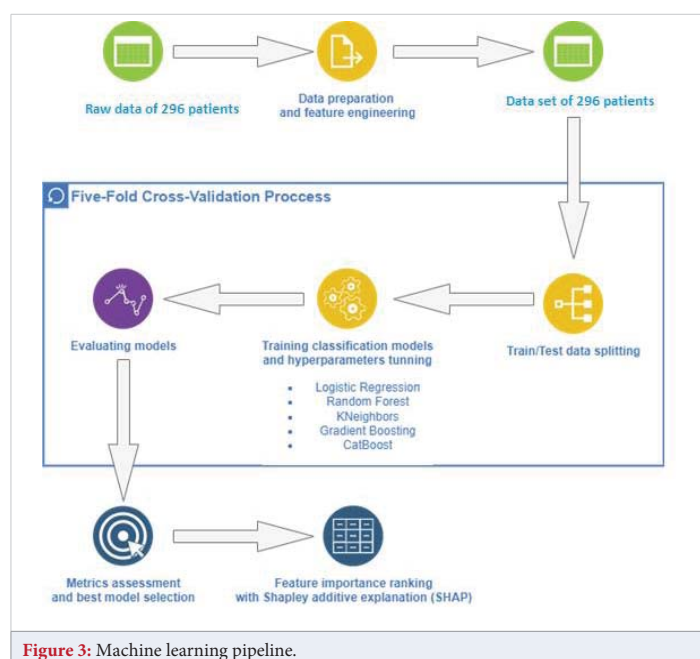 Raw data of 296 patients
Data preparation
and feature engineering
Data set of 296 patients
Five-Fold Cross-Validation Proccess
Evaluating models
Training classification models
and hyperparameters tunning
Train/Test data splitting
• Logistic Regression
• Random Forest
• KNeighbors
• Gradient Boosting
• CatBoost
Metrics assessment
and best model selection
Feature importance ranking
with Shapley additive explanation (SHAP)
Figure 3: Machine learning pipeline.